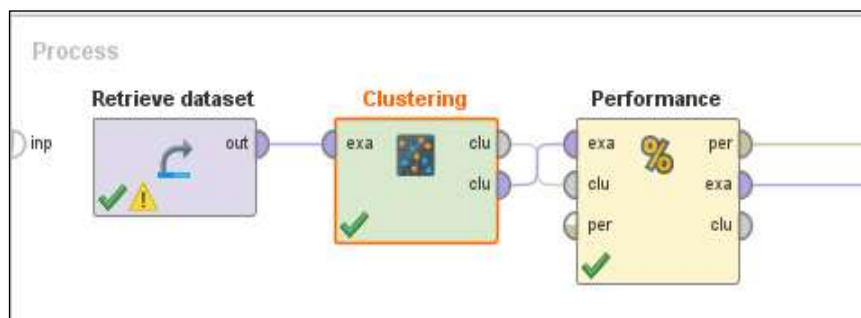 Process
Retrieve dataset
Clustering
Performance
inp
out
exa
clu
clu
exa
per
clu
exa
per
clu
%